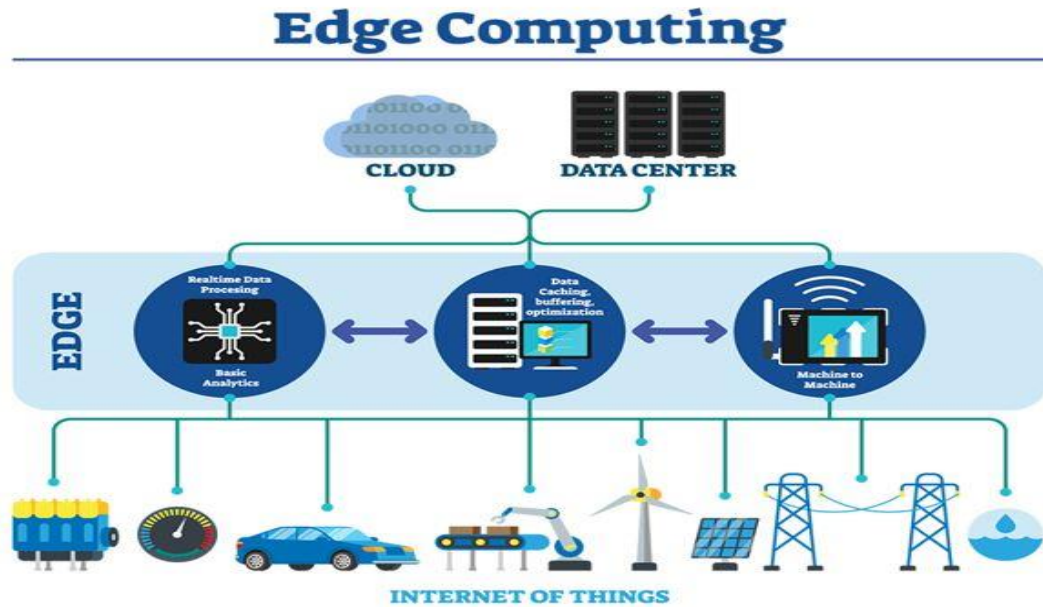 Edge Computing
CLOUD
DATA CENTER
EDGE
Realtime Data
Procesing
Basic
Analytics
Data
Caching,
buffering,
optimization
Machine to
Machine
INTERNET OF THINGS